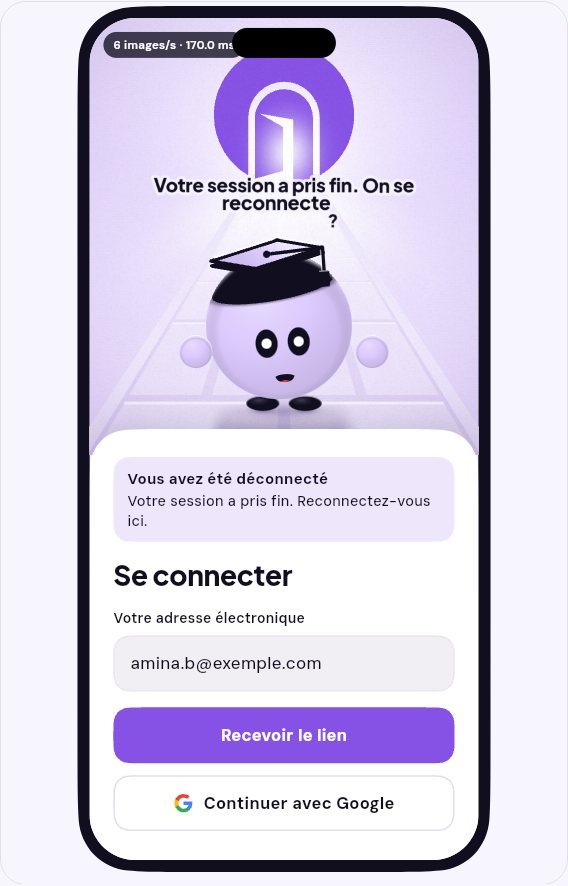 6 images/s · 170.0 ms
Votre session a pris fin. On se
reconnecte
?
Vous avez été déconnecté
Votre session a pris fin. Reconnectez-vous
ici.
Se connecter
Votre adresse électronique
amina.b@exemple.com
Recevoir le lien
Continuer avec Google